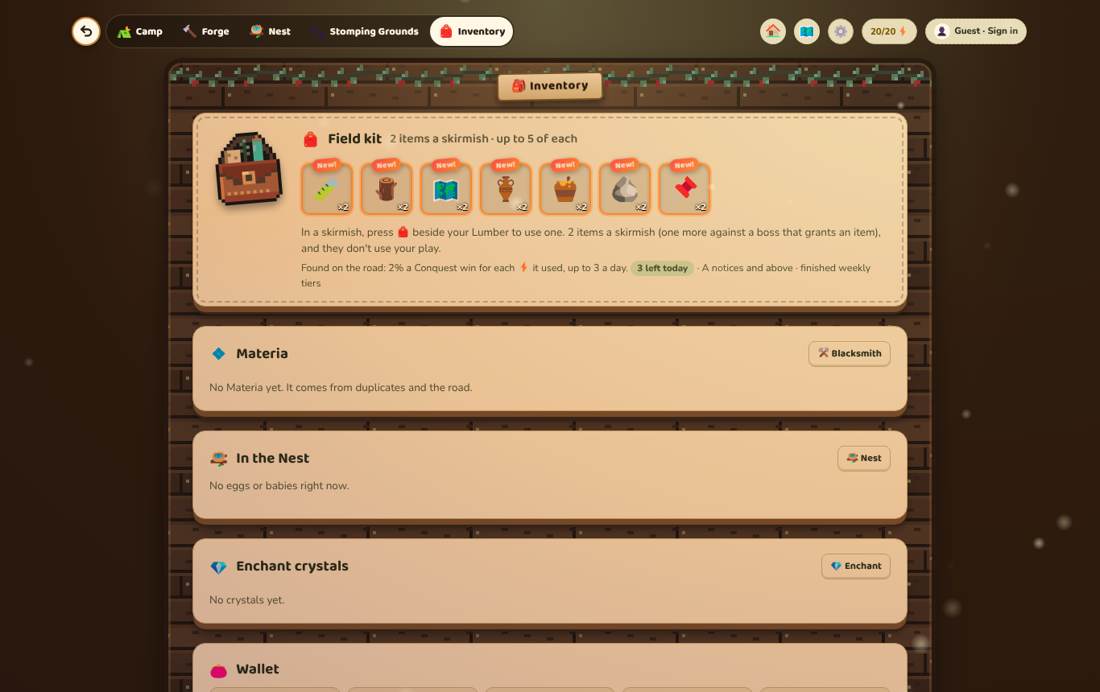 Camp
Forge
Nest
Stomping Grounds
Inventory
20/20
Guest · Sign in
Inventory
Field kit 2 items a skirmish · up to 5 of each
New! New! New! New! New! New! New!
×2 ×2 ×2 ×2 ×2 ×2 ×2
In a skirmish, press beside your Lumber to use one. 2 items a skirmish (one more against a boss that grants an item),
and they don't use your play.
Found on the road: 2% a Conquest win for each it used, up to 3 a day. 3 left today · A notices and above · finished weekly
tiers
Materia
Blacksmith
No Materia yet. It comes from duplicates and the road.
In the Nest
Nest
No eggs or babies right now.
Enchant crystals
Enchant
No crystals yet.
Wallet